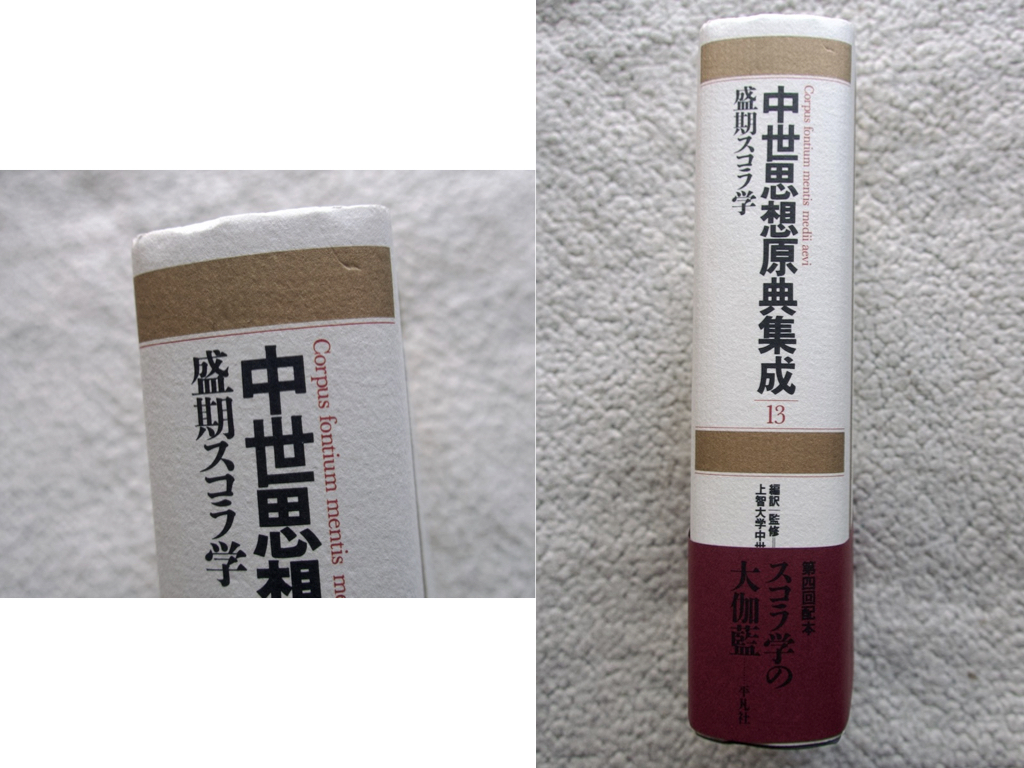 Corpus fontium mentis me
中世思想
盛期スコラ学
Corpus fontium mentis medii aevi
中世思想原典集成
盛期スコラ学
13
編訳｜監修＝
上智大学中世
第四回配本
スコラ学の
大伽藍
平凡社